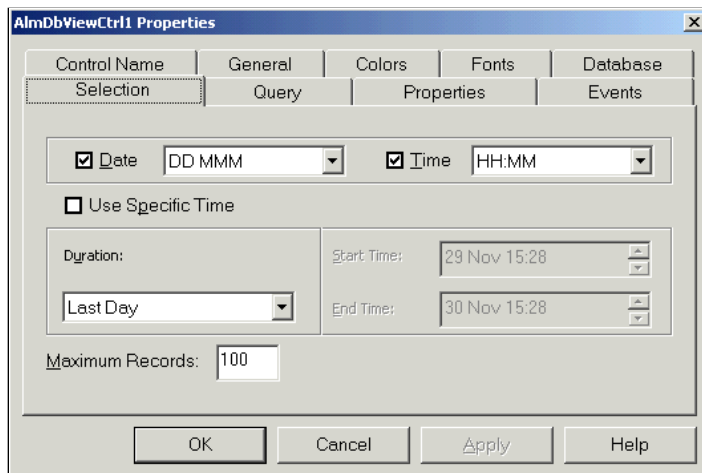 AlmDbViewCtrl1 Properties
Control Name General Colors Fonts Database
Selection Query Properties Events
Date DD MMM Time HH:MM
Use Specific Time
Duration: Start Time: 29 Nov 15:28
Last Day End Time: 30 Nov 15:28
Maximum Records: 100
OK Cancel Apply Help